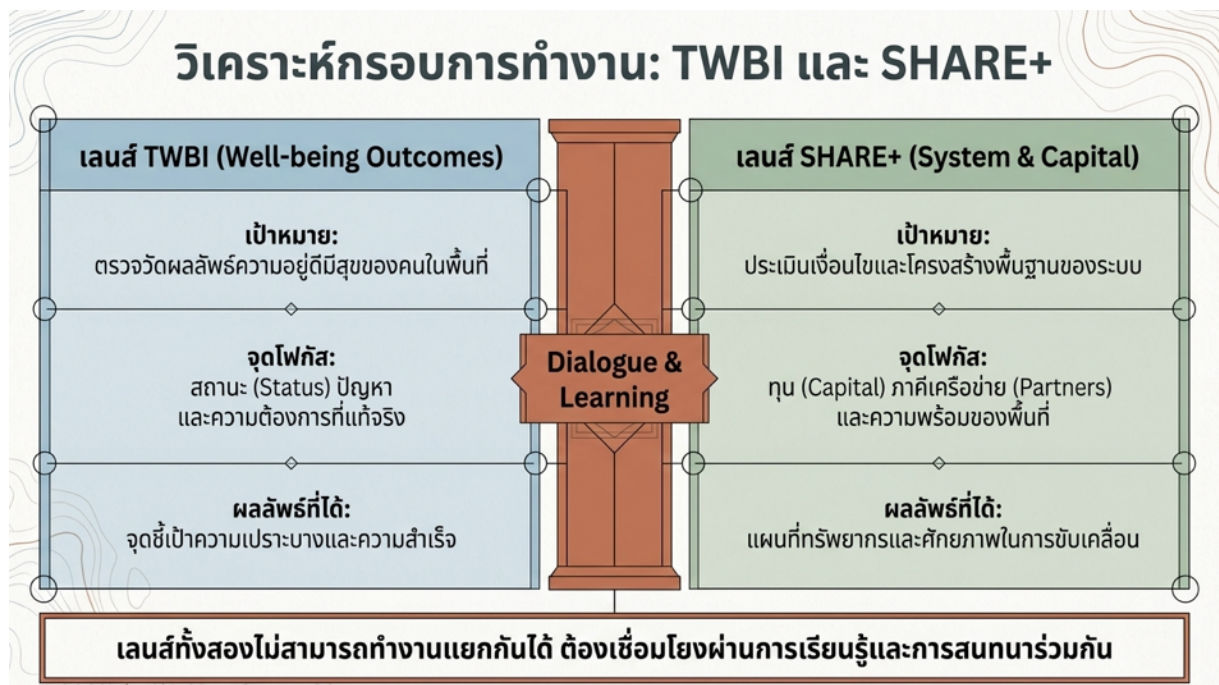 วิเคราะห์กรอบการทำงาน: TWBI และ SHARE+
เลนส์ TWBI (Well-being Outcomes)
เป้าหมาย:
ตรวจวัดผลลัพธ์ความอยู่ดีมีสุขของคนในพื้นที่
จุดโฟกัส:
สถานะ (Status) ปัญหา
และความต้องการที่แท้จริง
ผลลัพธ์ที่ได้:
จุดชี้เป้าความเปราะบางและความสำเร็จ
Dialogue &
Learning
เลนส์ SHARE+ (System & Capital)
เป้าหมาย:
ประเมินเงื่อนไขและโครงสร้างพื้นฐานของระบบ
จุดโฟกัส:
ทุน (Capital) ภาคีเครือข่าย (Partners)
และความพร้อมของพื้นที่
ผลลัพธ์ที่ได้:
แผนที่ทรัพยากรและศักยภาพในการขับเคลื่อน
เลนส์ทั้งสองไม่สามารถทำงานแยกกันได้ ต้องเชื่อมโยงผ่านการเรียนรู้และการสนทนาร่วมกัน